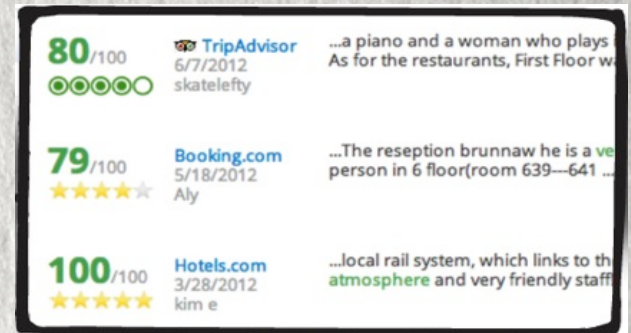 80/100
TripAdvisor
6/7/2012
skatelefty
...a piano and a woman who plays
As for the restaurants, First Floor
79/100
Booking.com
5/18/2012
Aly
...The reseption brunnaw he is a
person in 6 floor(room 639---641 ...
100/100
Hotels.com
3/28/2012
kim e
...local rail system, which links to
atmosphere and very friendly staff